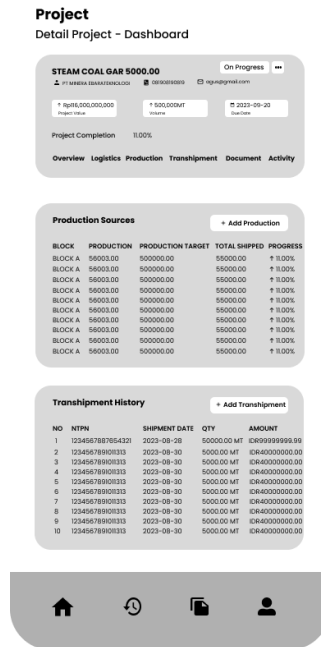 Project
Detail Project - Dashboard
STEAM COAL GAR 5000.00
On Progress
PT MINERA EBARATEKNOLOGI 081908190819 agus@gmail.com
↑ Rp116,000,000,000
Project Value
↑ 500,000MT
Volume
2023-09-20
Due Date
Project Completion 11.00%
Overview Logistics Production Transhipment Document Activity
Production Sources
+ Add Production
BLOCK PRODUCTION PRODUCTION TARGET TOTAL SHIPPED PROGRESS
BLOCK A 56003.00 500000.00 55000.00 ↑ 11.00%
BLOCK A 56003.00 500000.00 55000.00 ↑ 11.00%
BLOCK A 56003.00 500000.00 55000.00 ↑ 11.00%
BLOCK A 56003.00 500000.00 55000.00 ↑ 11.00%
BLOCK A 56003.00 500000.00 55000.00 ↑ 11.00%
BLOCK A 56003.00 500000.00 55000.00 ↑ 11.00%
BLOCK A 56003.00 500000.00 55000.00 ↑ 11.00%
BLOCK A 56003.00 500000.00 55000.00 ↑ 11.00%
BLOCK A 56003.00 500000.00 55000.00 ↑ 11.00%
BLOCK A 56003.00 500000.00 55000.00 ↑ 11.00%
Transhipment History
+ Add Transhipment
NO NTPN SHIPMENT DATE QTY AMOUNT
1 1234567887654321 2023-08-28 50000.00 MT IDR99999999.99
2 1234567891011313 2023-08-30 5000.00 MT IDR40000000.00
3 1234567891011313 2023-08-30 5000.00 MT IDR40000000.00
4 1234567891011313 2023-08-30 5000.00 MT IDR40000000.00
5 1234567891011313 2023-08-30 5000.00 MT IDR40000000.00
6 1234567891011313 2023-08-30 5000.00 MT IDR40000000.00
7 1234567891011313 2023-08-30 5000.00 MT IDR40000000.00
8 1234567891011313 2023-08-30 5000.00 MT IDR40000000.00
9 1234567891011313 2023-08-30 5000.00 MT IDR40000000.00
10 1234567891011313 2023-08-30 5000.00 MT IDR40000000.00